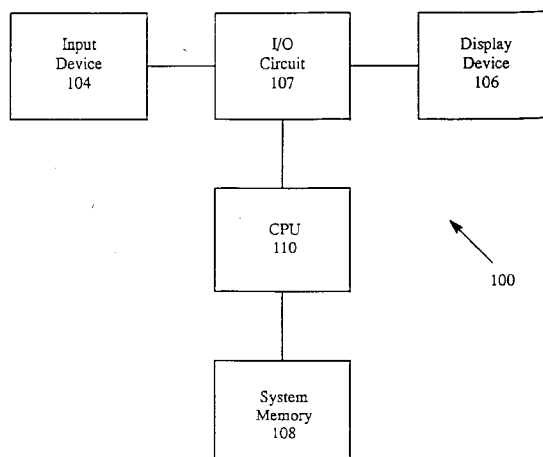 Input
Device
104
I/O
Circuit
107
Display
Device
106
CPU
110
100
System
Memory
108